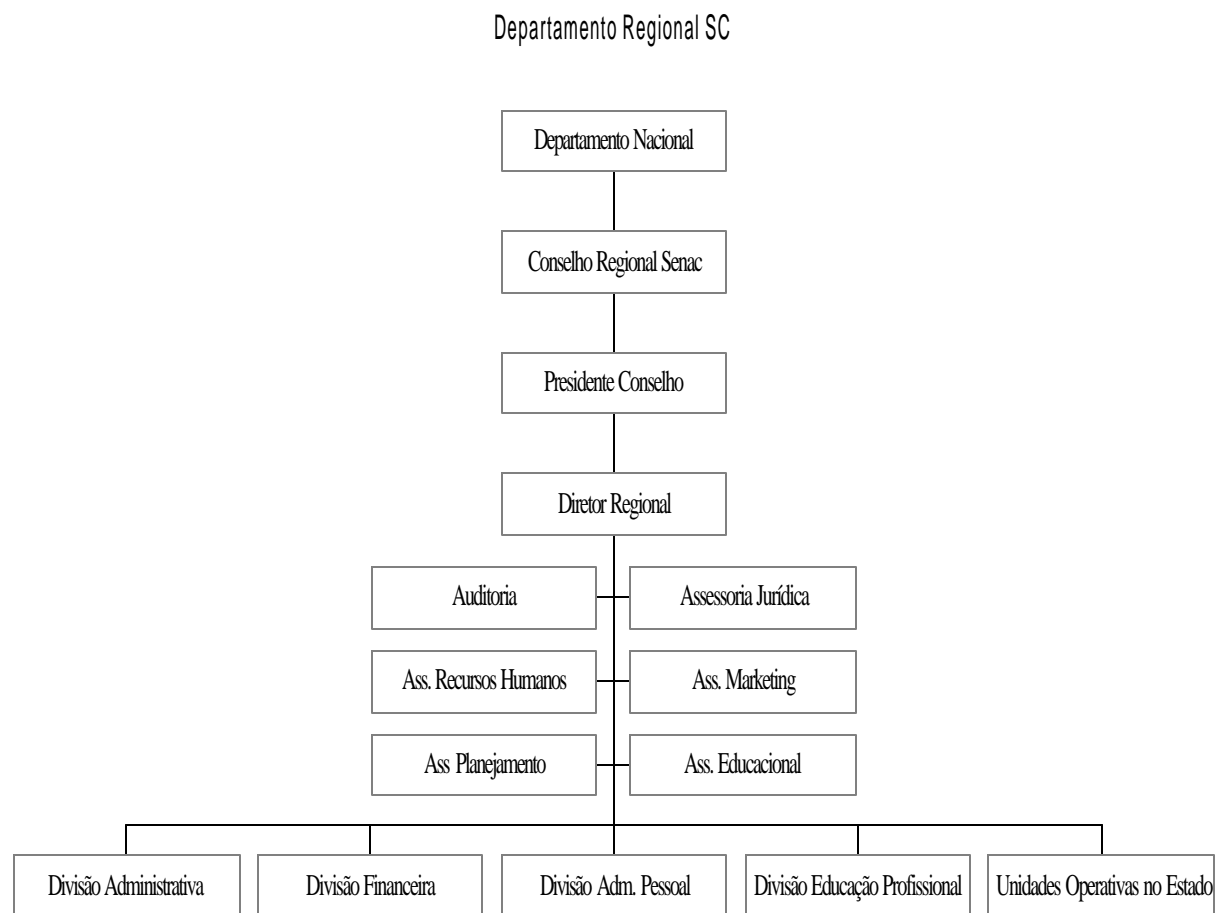 Departamento Regional SC
Departamento Nacional
Conselho Regional Senac
Presidente Conselho
Diretor Regional
Auditoria
Assessoria Jurídica
Ass. Recursos Humanos
Ass. Marketing
Ass Planejamento
Ass. Educacional
Divisão Administrativa
Divisão Financeira
Divisão Adm. Pessoal
Divisão Educação Profissional
Unidades Operativas no Estado